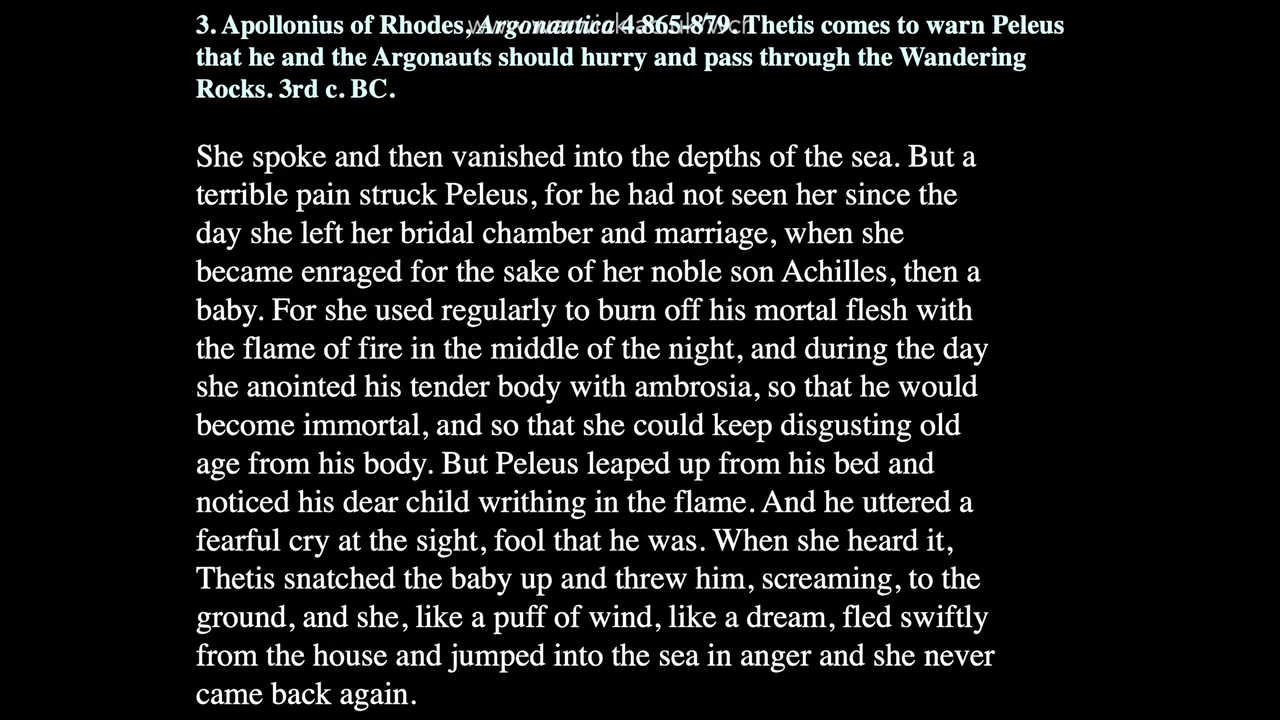 3. Apollonius of Rhodes, Argonautica 4.865-879. Thetis comes to warn Peleus
that he and the Argonauts should hurry and pass through the Wandering
Rocks. 3rd c. BC.
She spoke and then vanished into the depths of the sea. But a
terrible pain struck Peleus, for he had not seen her since the
day she left her bridal chamber and marriage, when she
became enraged for the sake of her noble son Achilles, then a
baby. For she used regularly to burn off his mortal flesh with
the flame of fire in the middle of the night, and during the day
she anointed his tender body with ambrosia, so that he would
become immortal, and so that she could keep disgusting old
age from his body. But Peleus leaped up from his bed and
noticed his dear child writhing in the flame. And he uttered a
fearful cry at the sight, fool that he was. When she heard it,
Thetis snatched the baby up and threw him, screaming, to the
ground, and she, like a puff of wind, like a dream, fled swiftly
from the house and jumped into the sea in anger and she never
came back again.